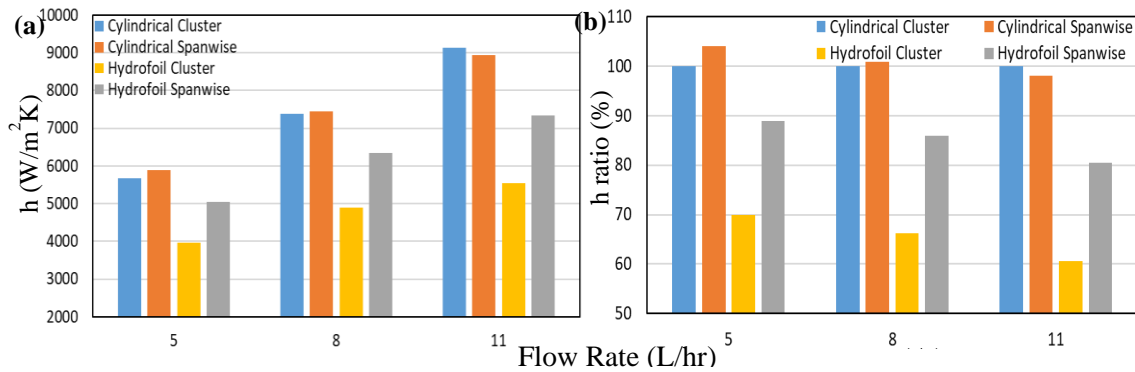 (a)
h (W/m²K)
10000
9000
8000
7000
6000
5000
4000
3000
2000
Cylindrical Cluster
Cylindrical Spanwise
Hydrofoil Cluster
Hydrofoil Spanwise
5 8 11
(b)
h ratio (%)
110
100
90
80
70
60
50
Cylindrical Cluster Cylindrical Spanwise
Hydrofoil Cluster Hydrofoil Spanwise
5 8 11
Flow Rate (L/hr)